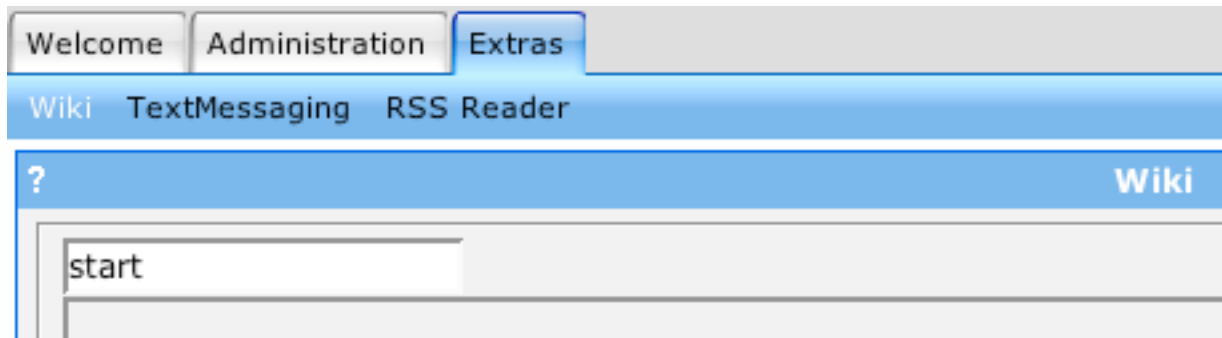 Welcome Administration Extras
Wiki TextMessaging RSS Reader
? Wiki
start